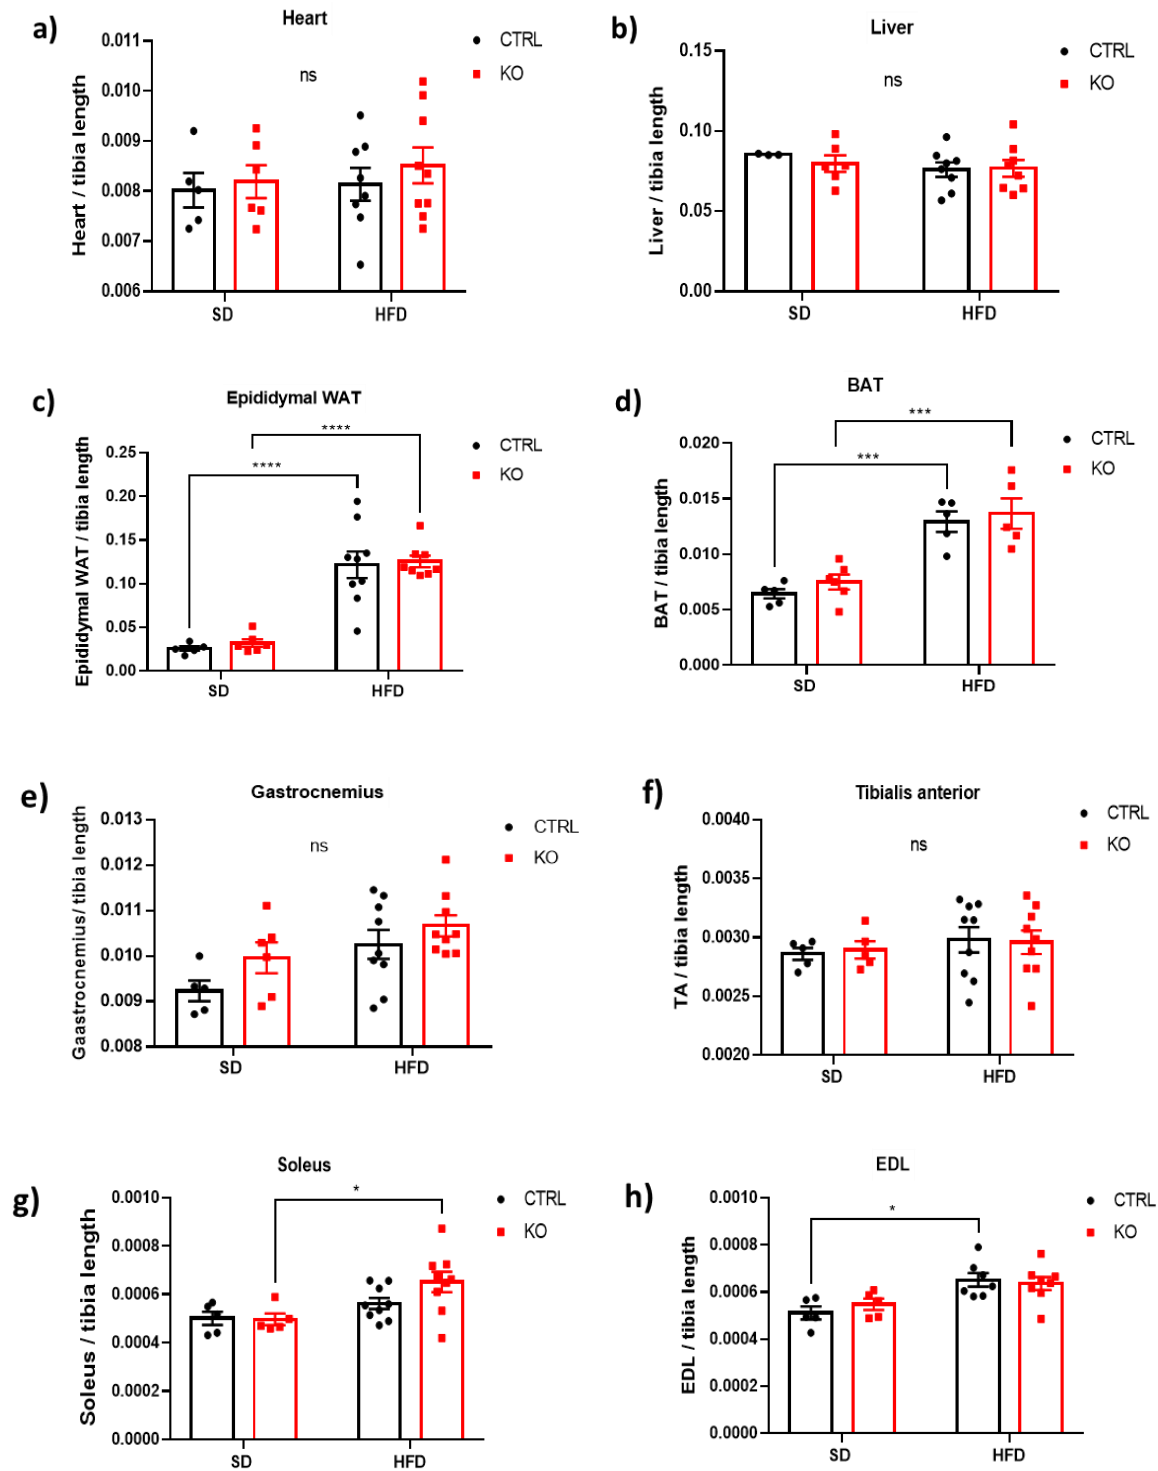 a)
Heart
CTRL
KO
ns
Heart / tibia length
0.011
0.010
0.009
0.008
0.007
0.006
SD
HFD
b)
Liver
CTRL
KO
ns
Liver / tibia length
0.15
0.10
0.05
0.00
SD
HFD
c)
Epididymal WAT
****
****
CTRL
KO
Epididymal WAT / tibia length
0.25
0.20
0.15
0.10
0.05
0.00
SD
HFD
d)
BAT
***
***
CTRL
KO
BAT / tibia length
0.020
0.015
0.010
0.005
0.000
SD
HFD
e)
Gastrocnemius
CTRL
KO
ns
Gaastrocnemius/ tibia length
0.013
0.012
0.011
0.010
0.009
0.008
SD
HFD
f)
Tibialis anterior
CTRL
KO
ns
TA / tibia length
0.0040
0.0035
0.0030
0.0025
0.0020
SD
HFD
g)
Soleus
*
CTRL
KO
Soleus / tibia length
0.0010
0.0008
0.0006
0.0004
0.0002
0.0000
SD
HFD
h)
EDL
*
CTRL
KO
EDL / tibia length
0.0010
0.0008
0.0006
0.0004
0.0002
0.0000
SD
HFD